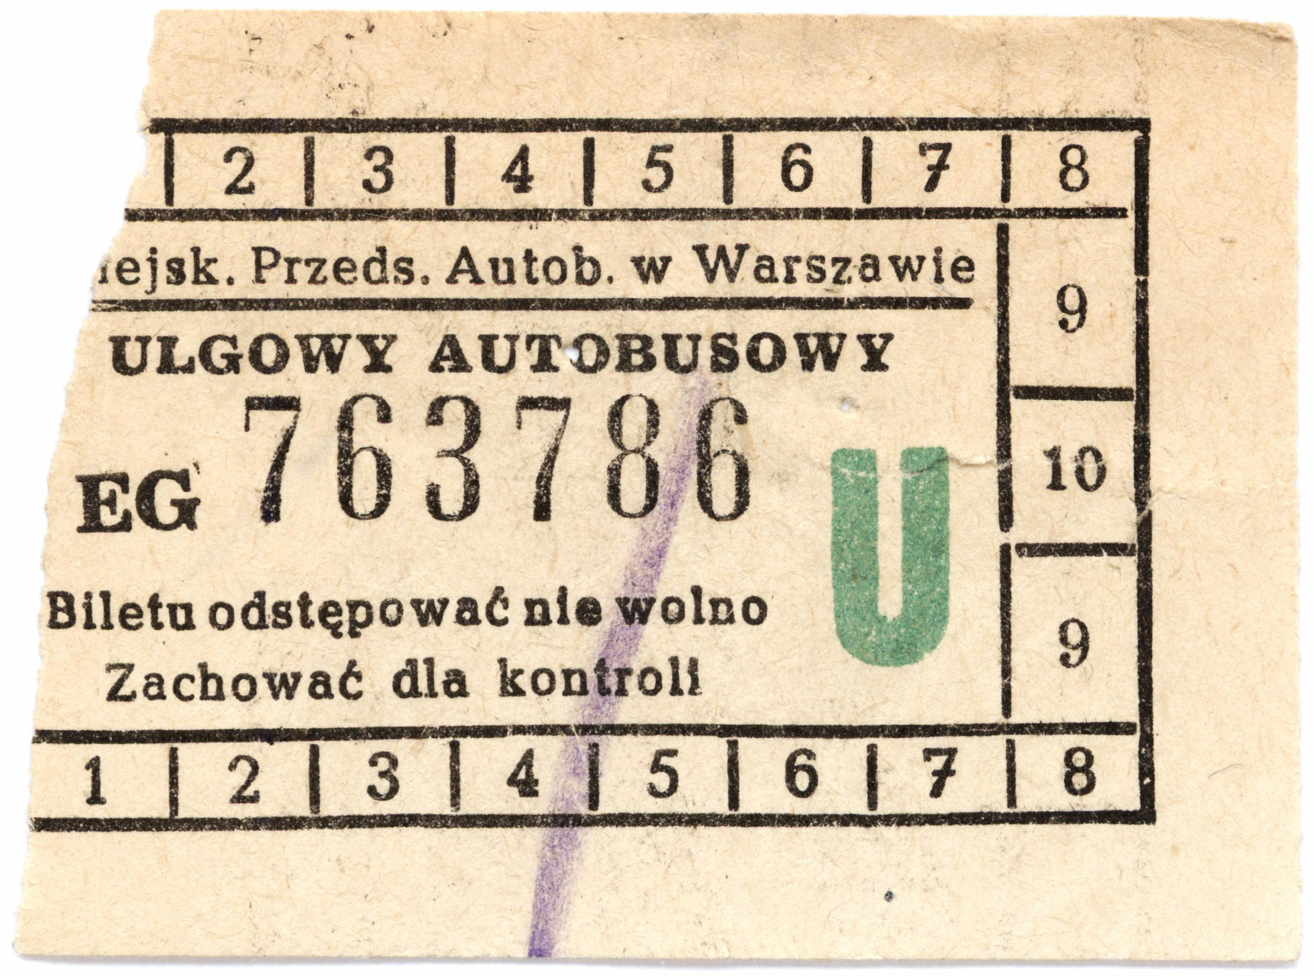 2 3 4 5 6 7 8
iejsk. Przeds. Autob. w Warszawie
9
ULGOWY AUTOBUSOWY
EG 763786
U
10
Biletu odstępować nie wolno
9
Zachować dla kontroli
1 2 3 4 5 6 7 8